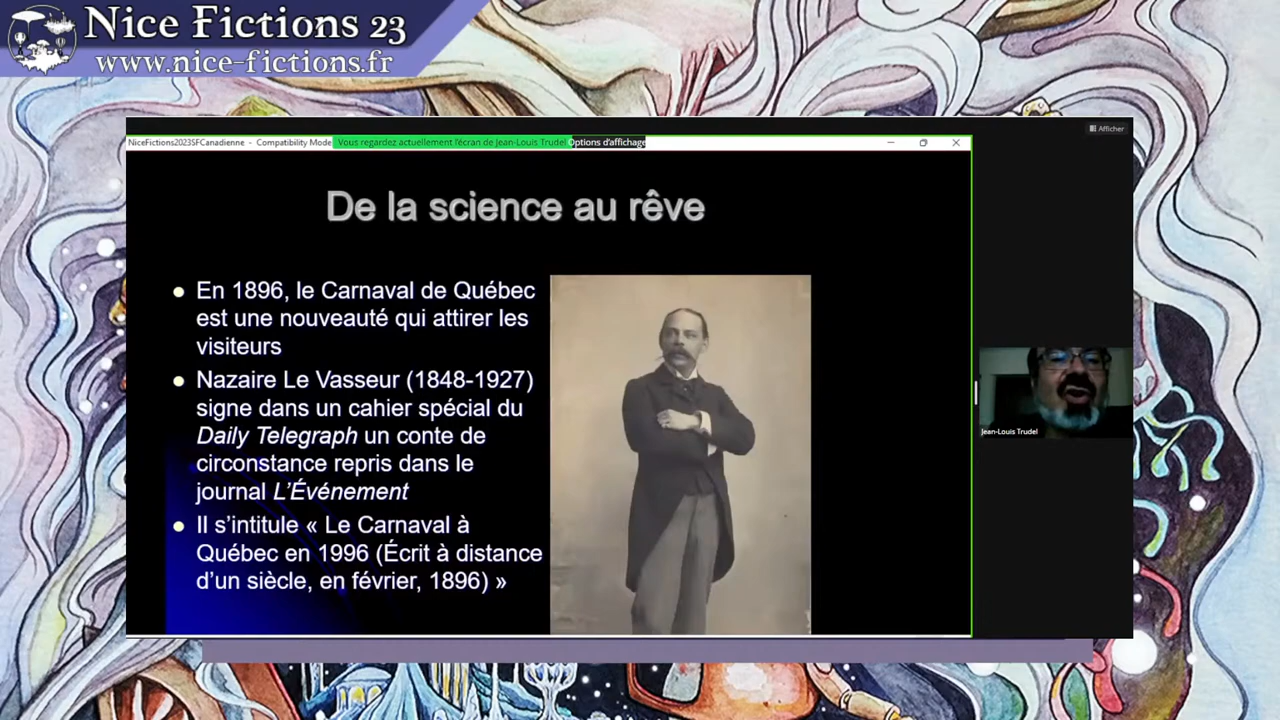 Nice Fictions 23
www.nice-fictions.fr
Afficher
NiceFictions2023SFCanadienne - Compatibility Mode
Vous regardez actuellement l'écran de Jean-Louis Trudel
Options d'affichage
De la science au rêve
En 1896, le Carnaval de Québec
est une nouveauté qui attirer les
visiteurs
Nazaire Le Vasseur (1848-1927)
signe dans un cahier spécial du
Daily Telegraph un conte de
circonstance repris dans le
journal L'Événement
Il s'intitule « Le Carnaval à
Québec en 1996 (Écrit à distance
d'un siècle, en février, 1896) »
Jean-Louis Trudel